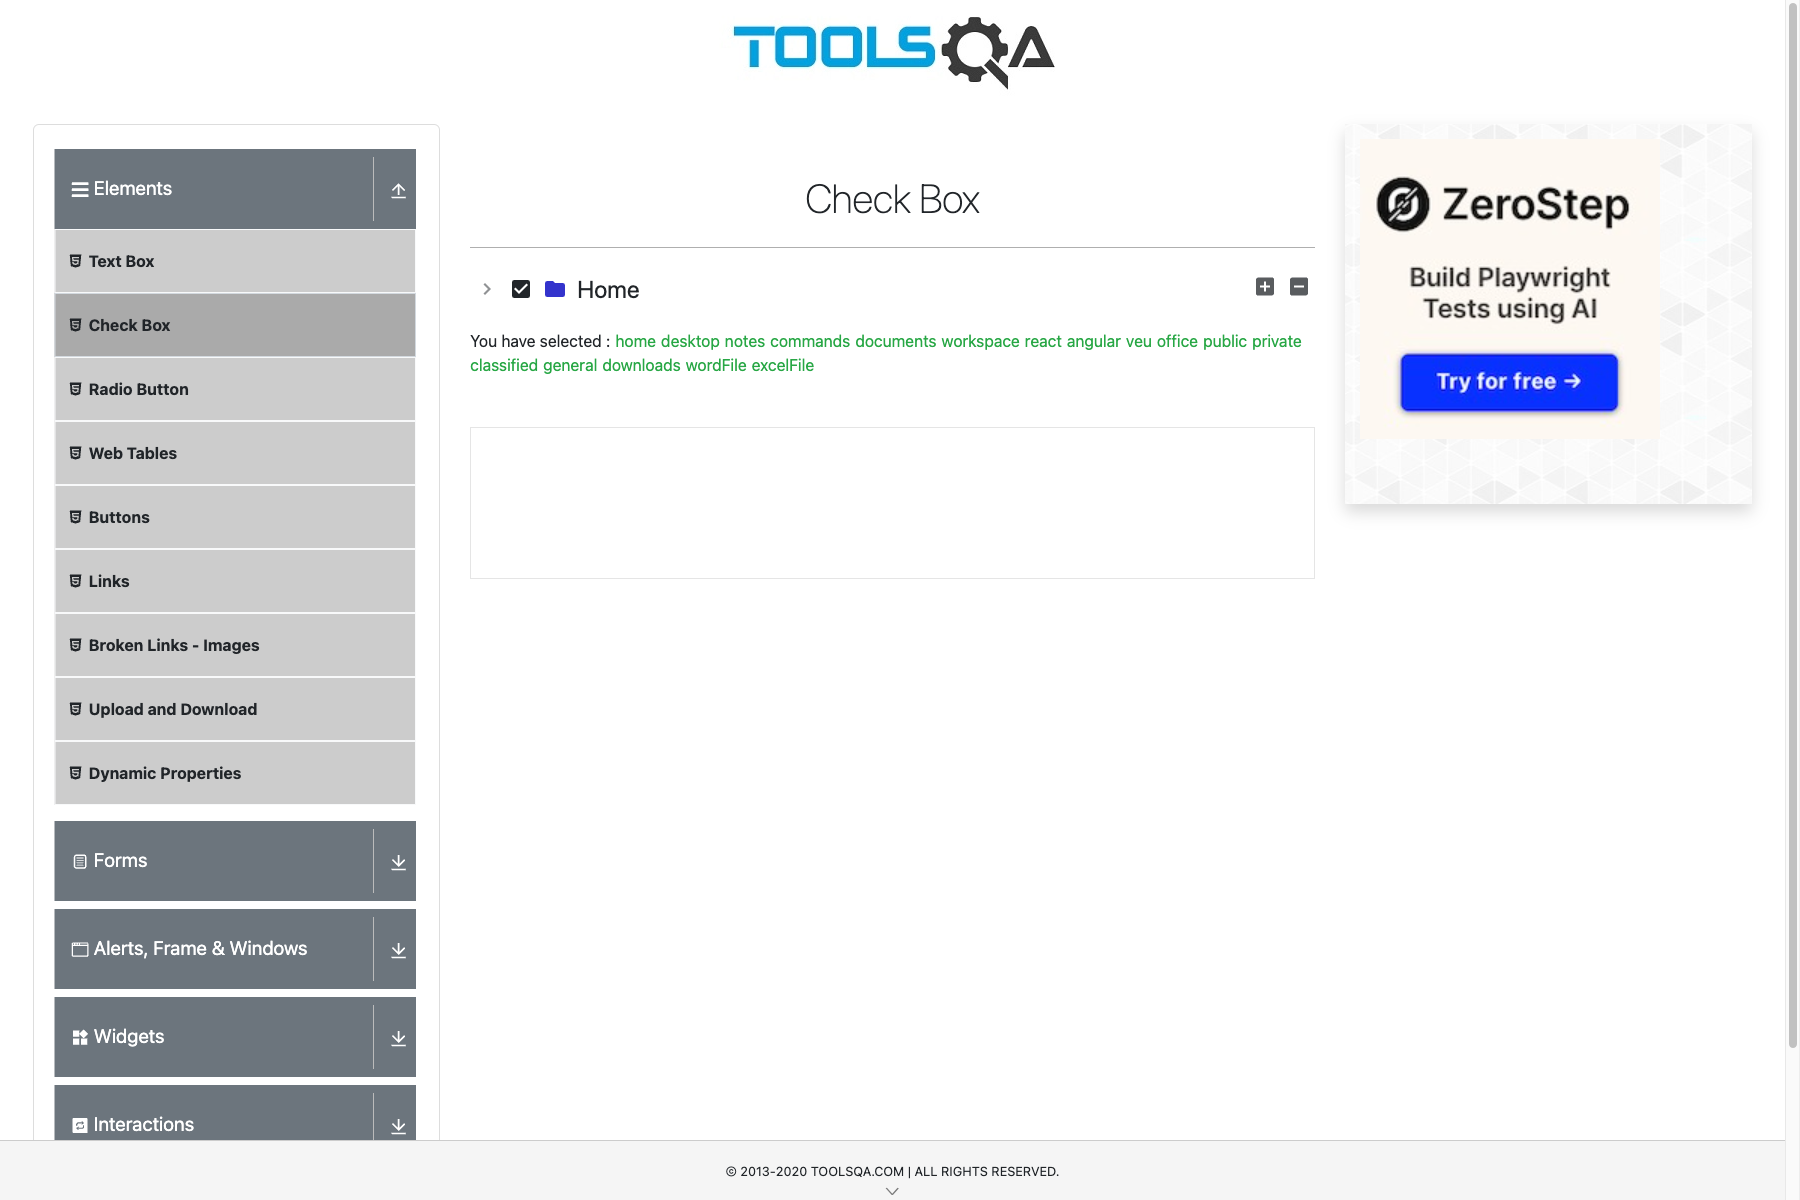 TOOLSQA
Elements
Text Box
Check Box
Radio Button
Web Tables
Buttons
Links
Broken Links - Images
Upload and Download
Dynamic Properties
Forms
Alerts, Frame & Windows
Widgets
Interactions
Check Box
Home
You have selected : home desktop notes commands documents workspace react angular veu office public private
classified general downloads wordFile excelFile
ZeroStep
Build Playwright
Tests using AI
Try for free →
© 2013-2020 TOOLSQA.COM | ALL RIGHTS RESERVED.